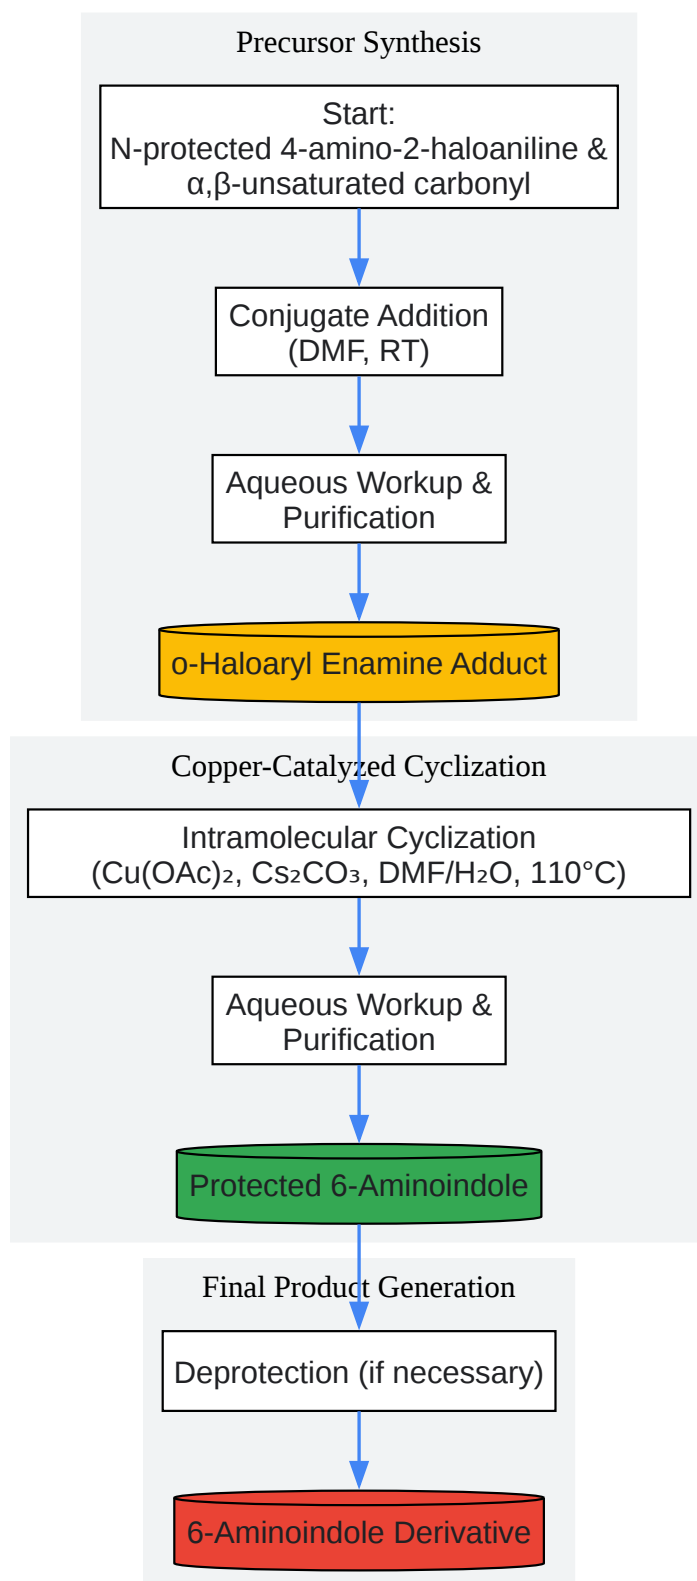 Precursor Synthesis
Start:
N-protected 4-amino-2-haloaniline &
α,β-unsaturated carbonyl
Conjugate Addition
(DMF, RT)
Aqueous Workup &
Purification
o-Haloaryl Enamine Adduct
Copper-Catalyzed Cyclization
Intramolecular Cyclization
(Cu(OAc)₂, Cs₂CO₃, DMF/H₂O, 110°C)
Aqueous Workup &
Purification
Protected 6-Aminoindole
Final Product Generation
Deprotection (if necessary)
6-Aminoindole Derivative